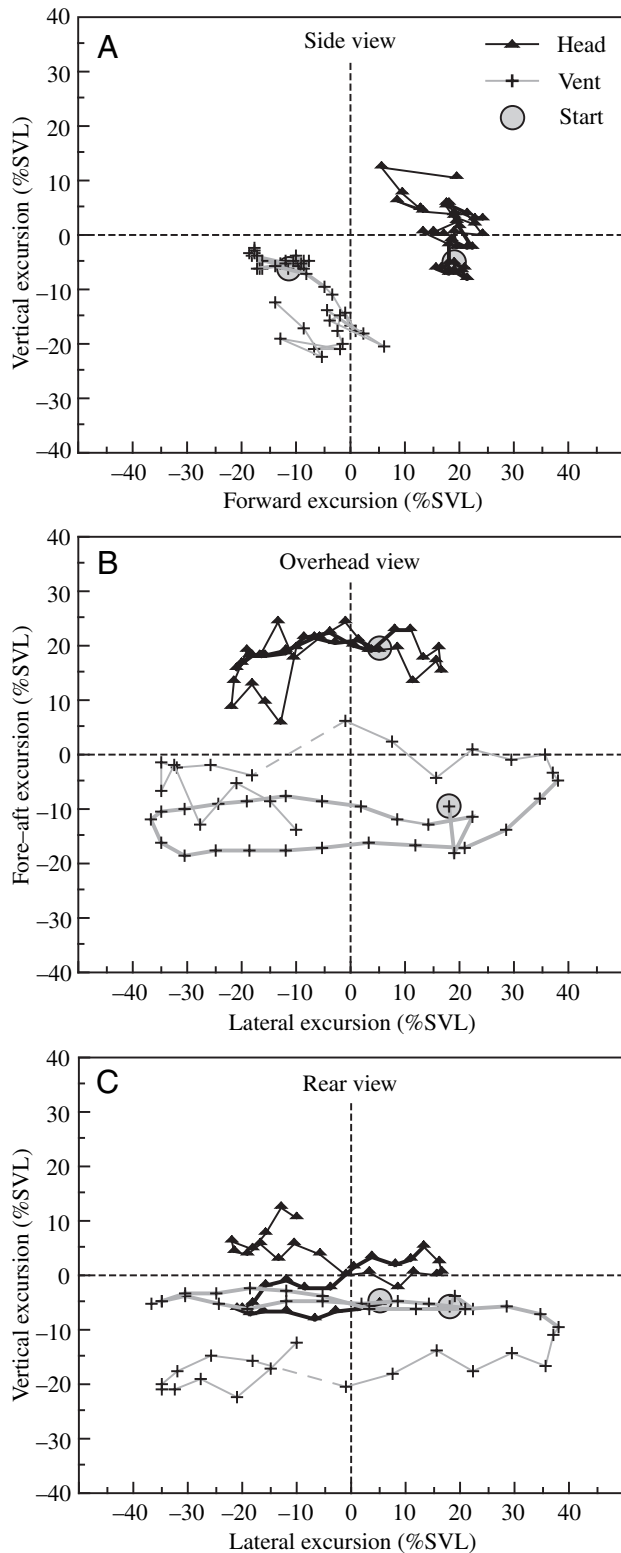 A
Side view
Head
Vent
Start
40
30
20
10
0
–10
–20
–30
–40
Vertical excursion (%SVL)
–40 –30 –20 –10 0 10 20 30 40
Forward excursion (%SVL)
B
Overhead view
40
30
20
10
0
–10
–20
–30
–40
Fore–aft excursion (%SVL)
–40 –30 –20 –10 0 10 20 30 40
Lateral excursion (%SVL)
C
Rear view
40
30
20
10
0
–10
–20
–30
–40
Vertical excursion (%SVL)
–40 –30 –20 –10 0 10 20 30 40
Lateral excursion (%SVL)